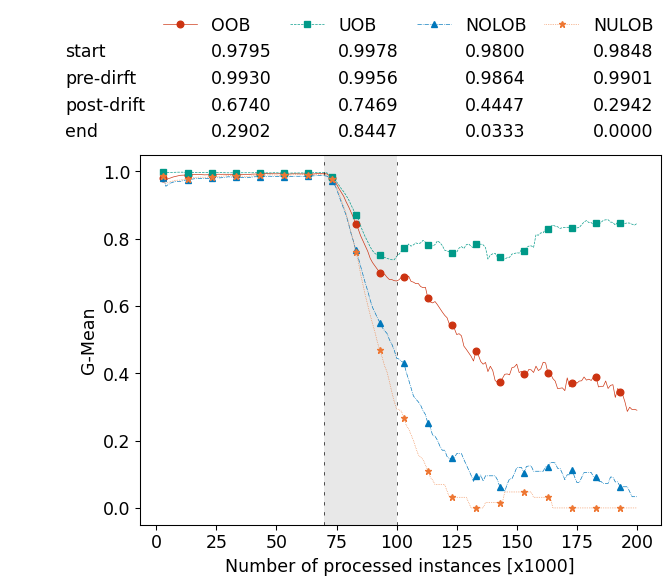 OOB UOB NOLOB NULOB
start 0.9795 0.9978 0.9800 0.9848
pre-dirft 0.9930 0.9956 0.9864 0.9901
post-drift 0.6740 0.7469 0.4447 0.2942
end 0.2902 0.8447 0.0333 0.0000
1.0
0.8
0.6
0.4
0.2
0.0
G-Mean
0 25 50 75 100 125 150 175 200
Number of processed instances [x1000]